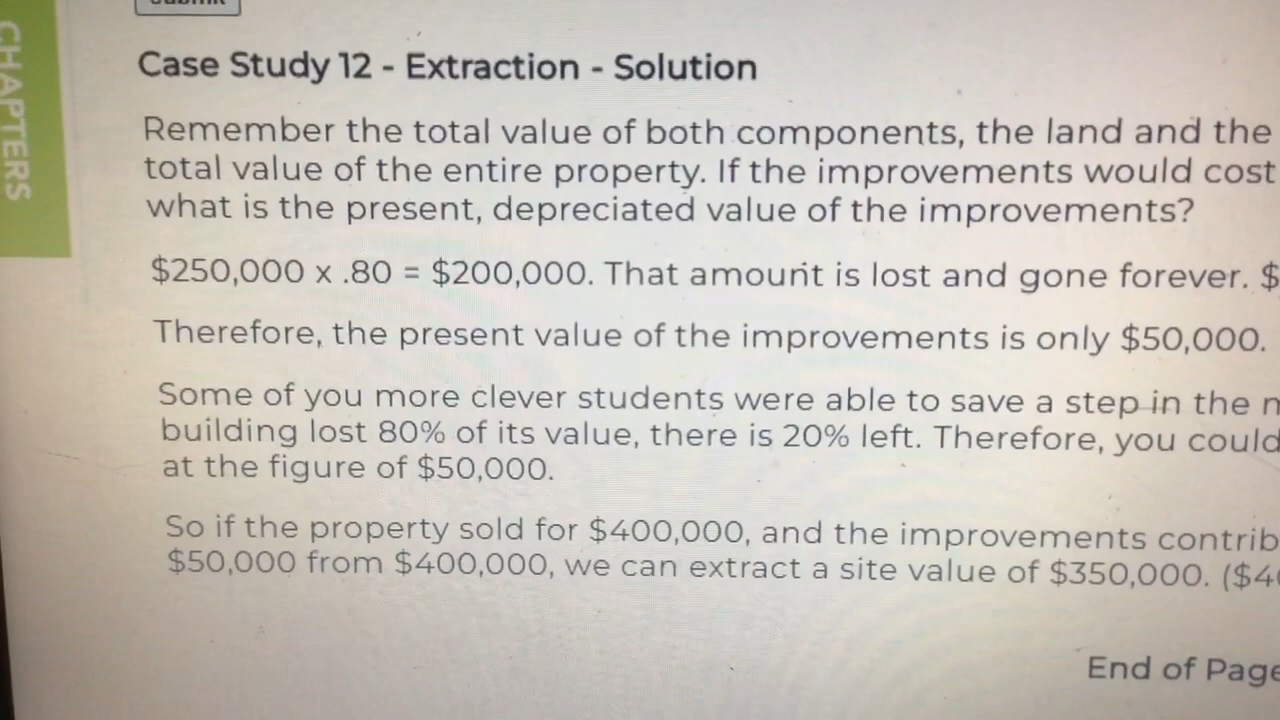 CHAPTERS
Case Study 12 - Extraction - Solution
Remember the total value of both components, the land and the
total value of the entire property. If the improvements would cost
what is the present, depreciated value of the improvements?
$250,000 x .80 = $200,000. That amount is lost and gone forever. $
Therefore, the present value of the improvements is only $50,000.
Some of you more clever students were able to save a step in the
building lost 80% of its value, there is 20% left. Therefore, you could
at the figure of $50,000.
So if the property sold for $400,000, and the improvements contrib
$50,000 from $400,000, we can extract a site value of $350,000. ($4
End of Page